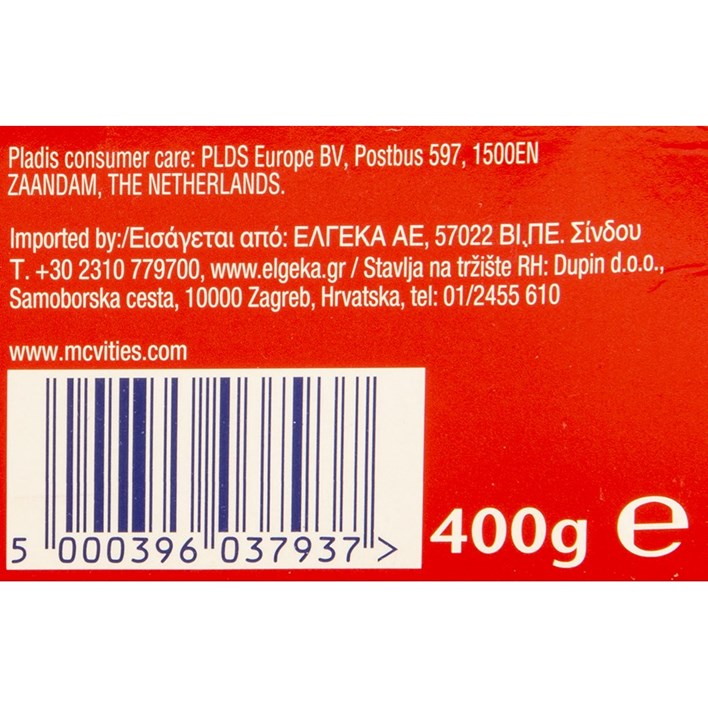 Pladis consumer care: PLDS Europe BV, Postbus 597, 1500EN
ZAANDAM, THE NETHERLANDS.
Imported by:/Εισάγεται από: ΕΛΓΕΚΑ ΑΕ, 57022 ΒΙ,ΠΕ. Σίνδου
Τ. +30 2310 779700, www.elgeka.gr / Stavlja na tržište RH: Dupin d.o.o.,
Samoborska cesta, 10000 Zagreb, Hrvatska, tel: 01/2455 610
www.mcvities.com
5 000396 037937 >
400g e